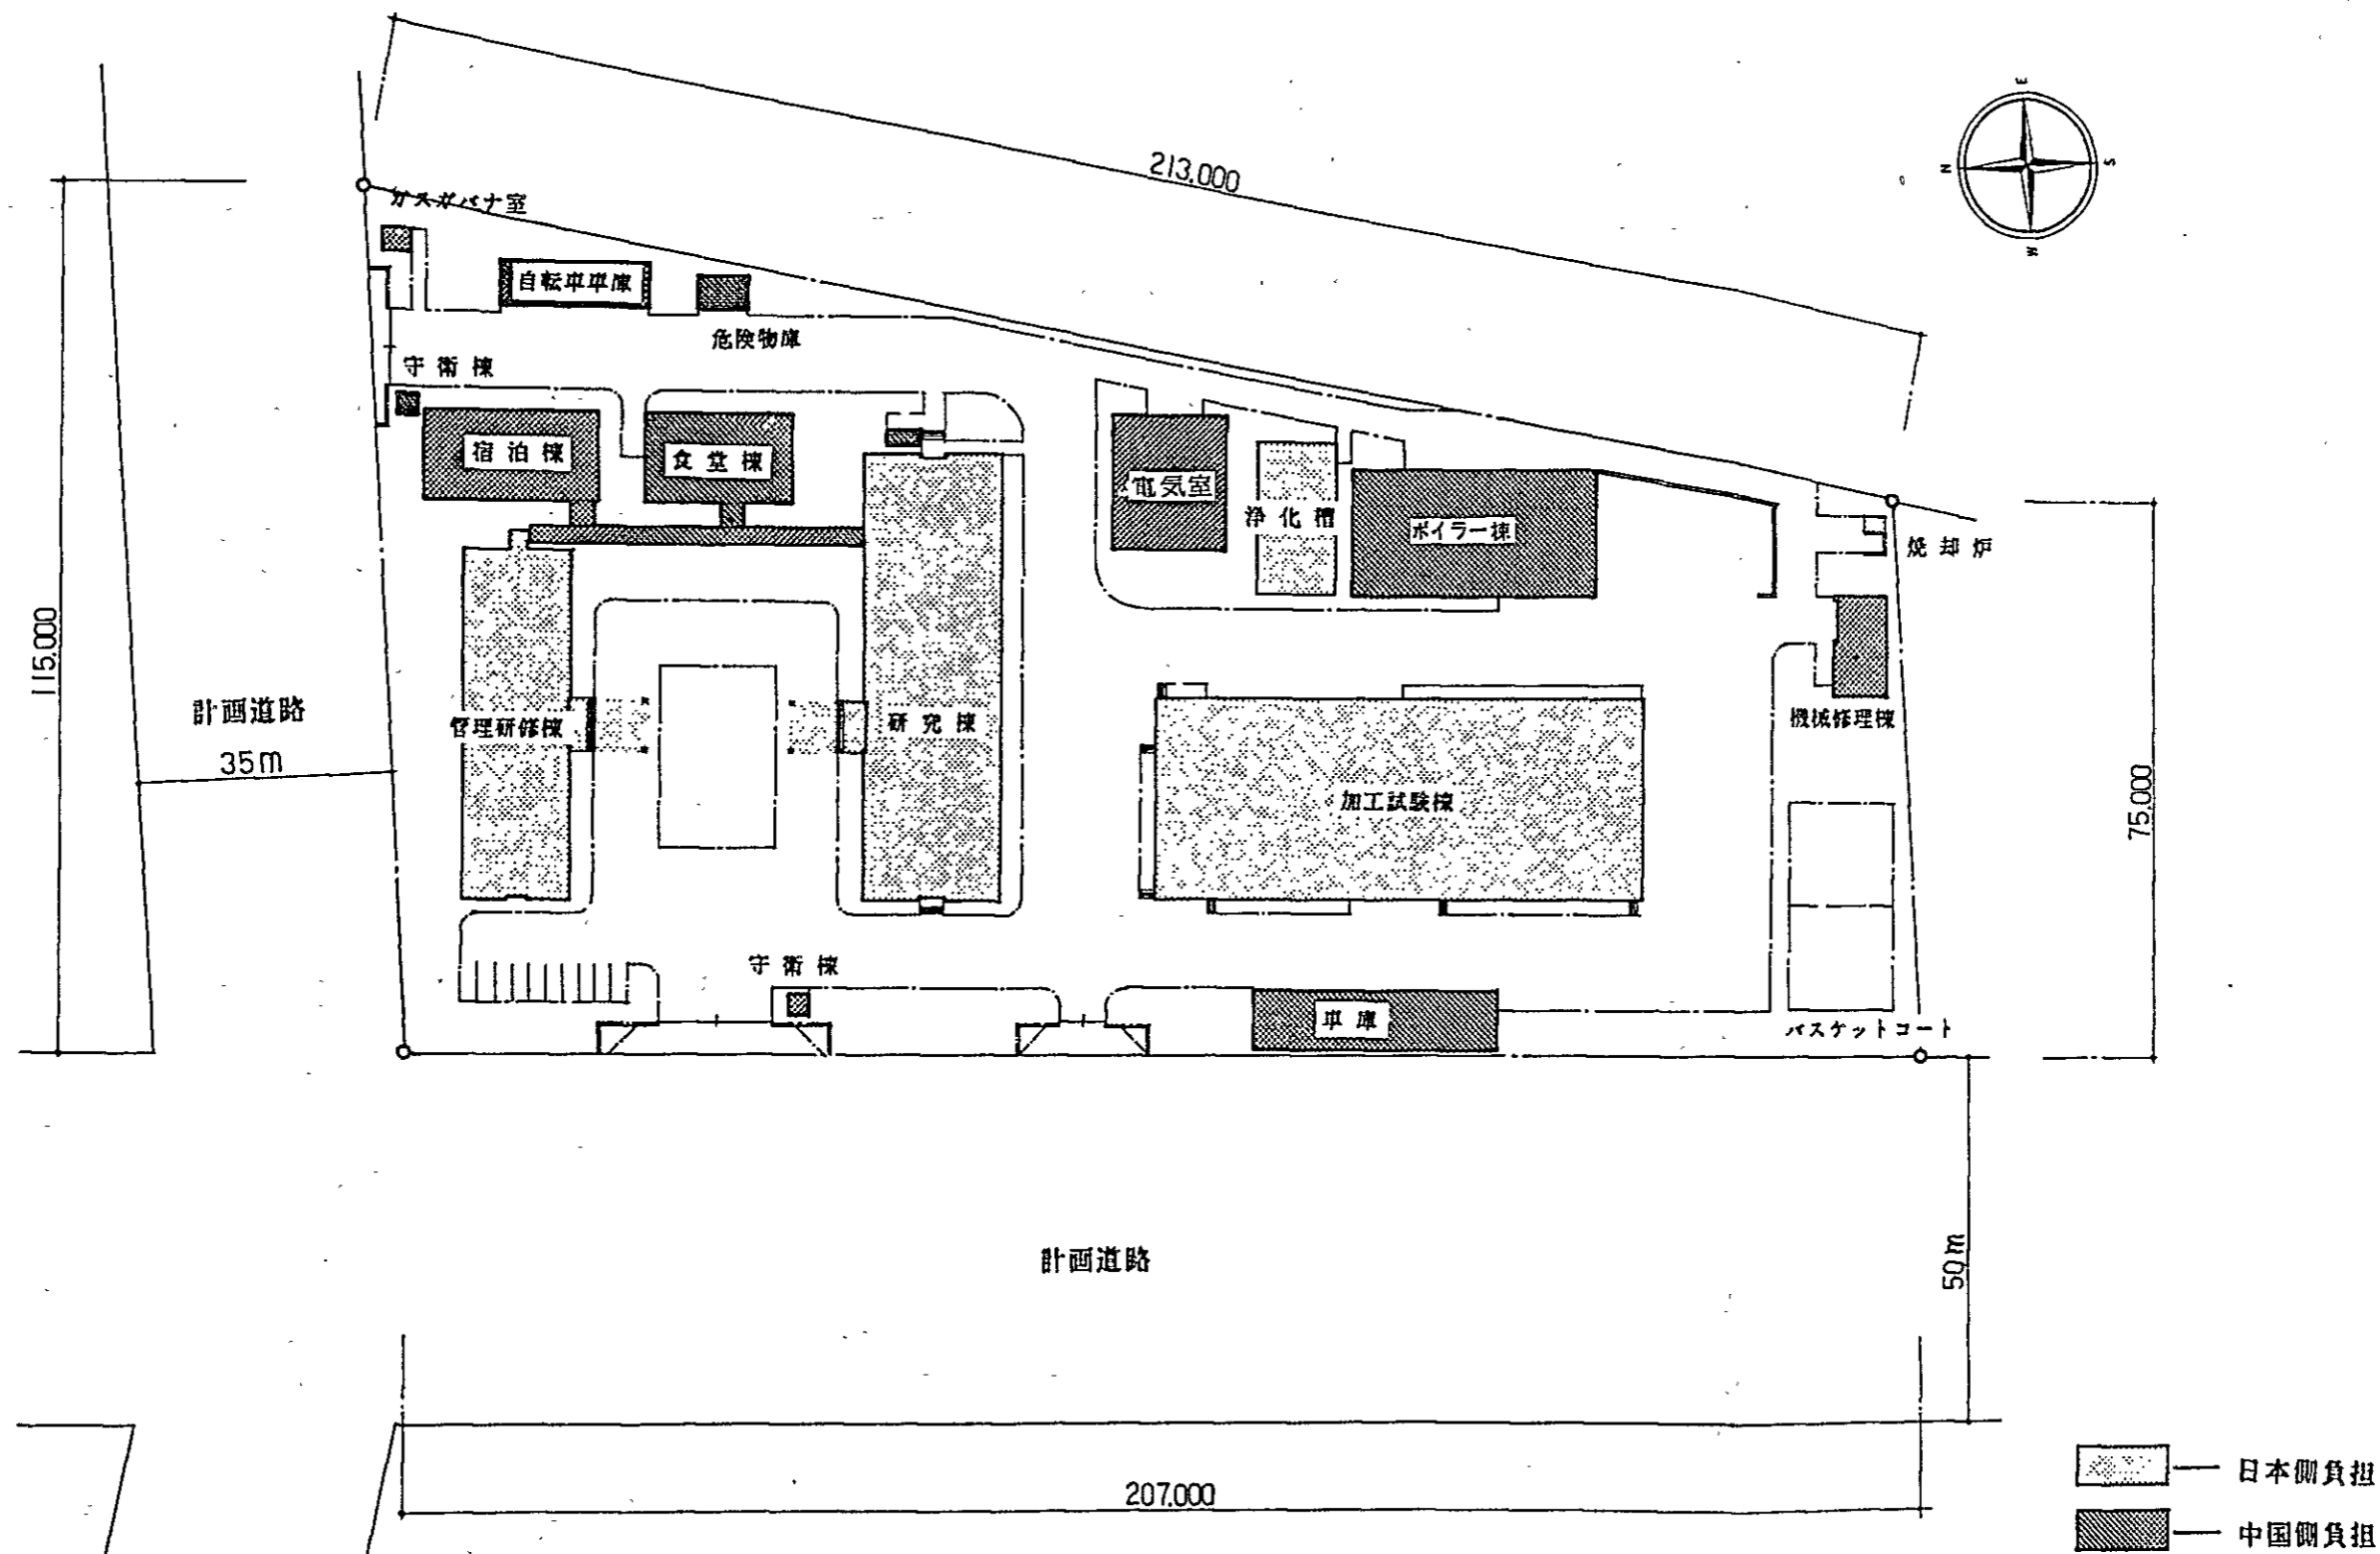 213.000
E
N
S
W
ガスガバナ室
自転車車庫
危険物庫
守衛棟
宿泊棟
食堂棟
電気室
浄化槽
ボイラー棟
焼却炉
115.000
計画道路
35m
管理研修棟
研究棟
機械修理棟
加工試験棟
75.000
守衛棟
車庫
バスケットコート
計画道路
50m
207.000
日本側負担
中国側負担